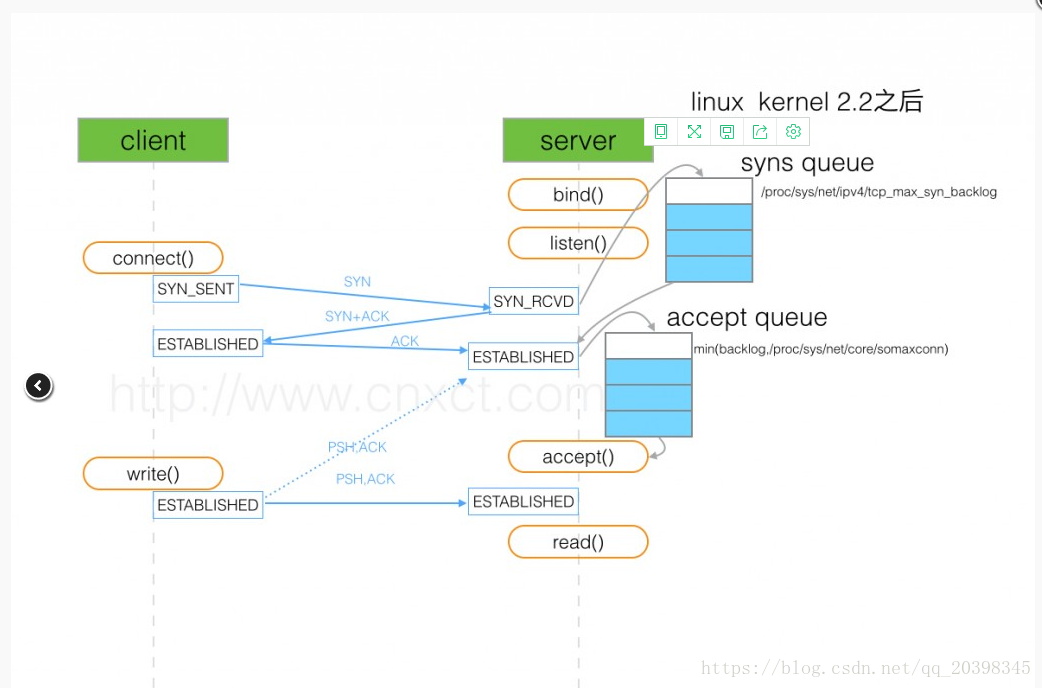 linux kernel 2.2之后
client
server
syns queue
/proc/sys/net/ipv4/tcp_max_syn_backlog
bind()
listen()
connect()
SYN_SENT
SYN
SYN_RCVD
SYN+ACK
accept queue
ESTABLISHED
ACK
ESTABLISHED
min(backlog,/proc/sys/net/core/somaxconn)
http://www.cnxct.com
PSH,ACK
accept()
write()
PSH,ACK
ESTABLISHED
ESTABLISHED
read()
https://blog.csdn.net/qq_20398345